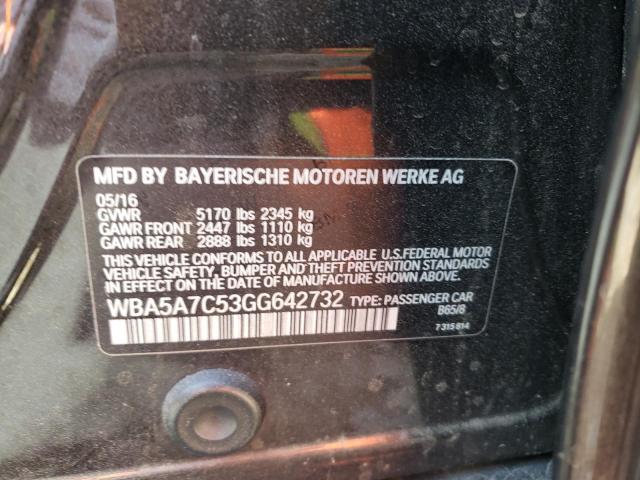 MFD BY BAYERISCHE MOTOREN WERKE AG
05/16
GVWR 5170 lbs 2345 kg
GAWR FRONT 2447 lbs 1110 kg
GAWR REAR 2888 lbs 1310 kg
THIS VEHICLE CONFORMS TO ALL APPLICABLE U.S.FEDERAL MOTOR
VEHICLE SAFETY, BUMPER, AND THEFT PREVENTION STANDARDS
IN EFFECT ON THE DATE OF MANUFACTURE SHOWN ABOVE.
WBA5A7C53GG642732 TYPE: PASSENGER CAR
B65/8
7 315 814